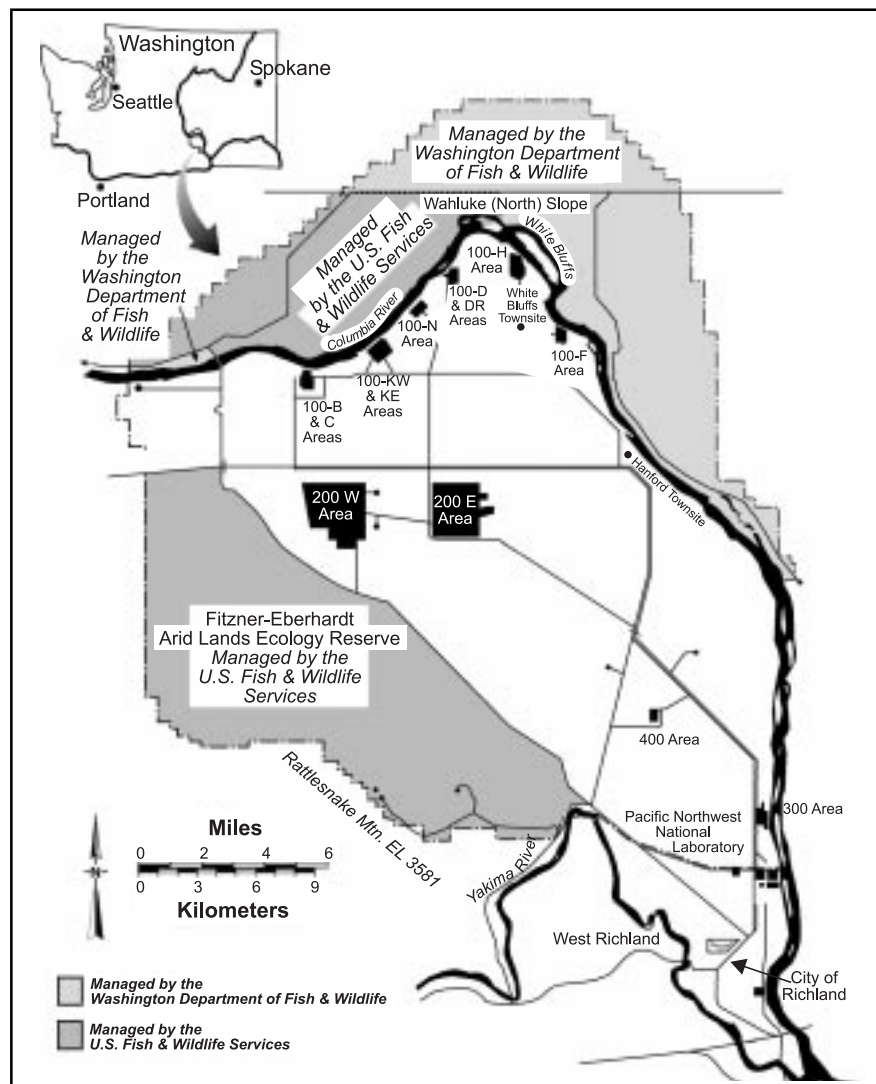 Washington
Spokane
Seattle
Portland
Managed by the
Washington Department
of Fish & Wildlife
Wahluke (North) Slope
White Bluffs
Managed
by the U.S. Fish
& Wildlife Services
Managed
by the
Washington
Department
of Fish
& Wildlife
Columbia River
100-H
Area
100-D
& DR
Areas
White
Bluffs
Townsite
100-N
Area
100-F
Area
100-KW
& KE
Areas
100-B
& C
Areas
Hanford Townsite
200 W
Area
200 E
Area
Fitzner-Eberhardt
Arid Lands Ecology Reserve
Managed by the
U.S. Fish & Wildlife
Services
400 Area
Rattlesnake Mtn. EL 3581
300 Area
Pacific Northwest
National
Laboratory
Miles
0 2 4 6
N
0 3 6 9
Kilometers
Yakima River
West Richland
City of
Richland
Managed by the
Washington Department of Fish & Wildlife
Managed by the
U.S. Fish & Wildlife Services